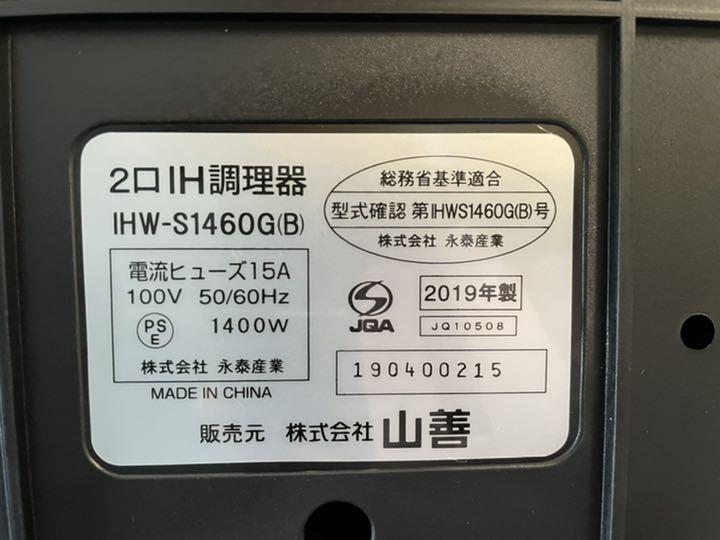 2口IH調理器
IHW-S1460G(B)
総務省基準適合
型式確認 第IHWS1460G(B)号
株式会社 永泰産業
電流ヒューズ15A
100V 50/60Hz
PS
E
1400W
株式会社 永泰産業
MADE IN CHINA
JQA
2019年製
JQ10508
190400215
販売元 株式会社 山善